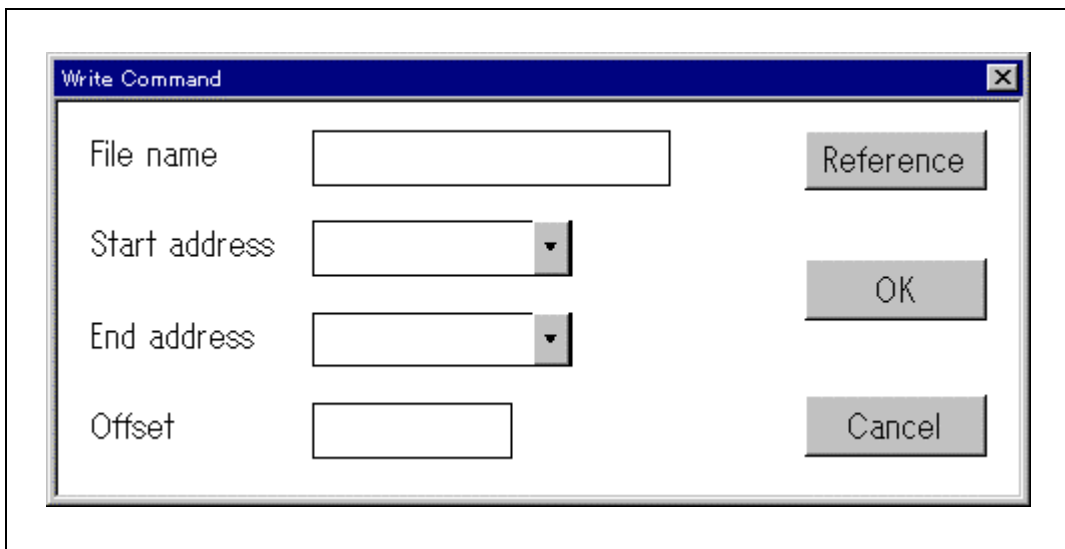 Write Command
File name
Reference
Start address
OK
End address
Offset
Cancel